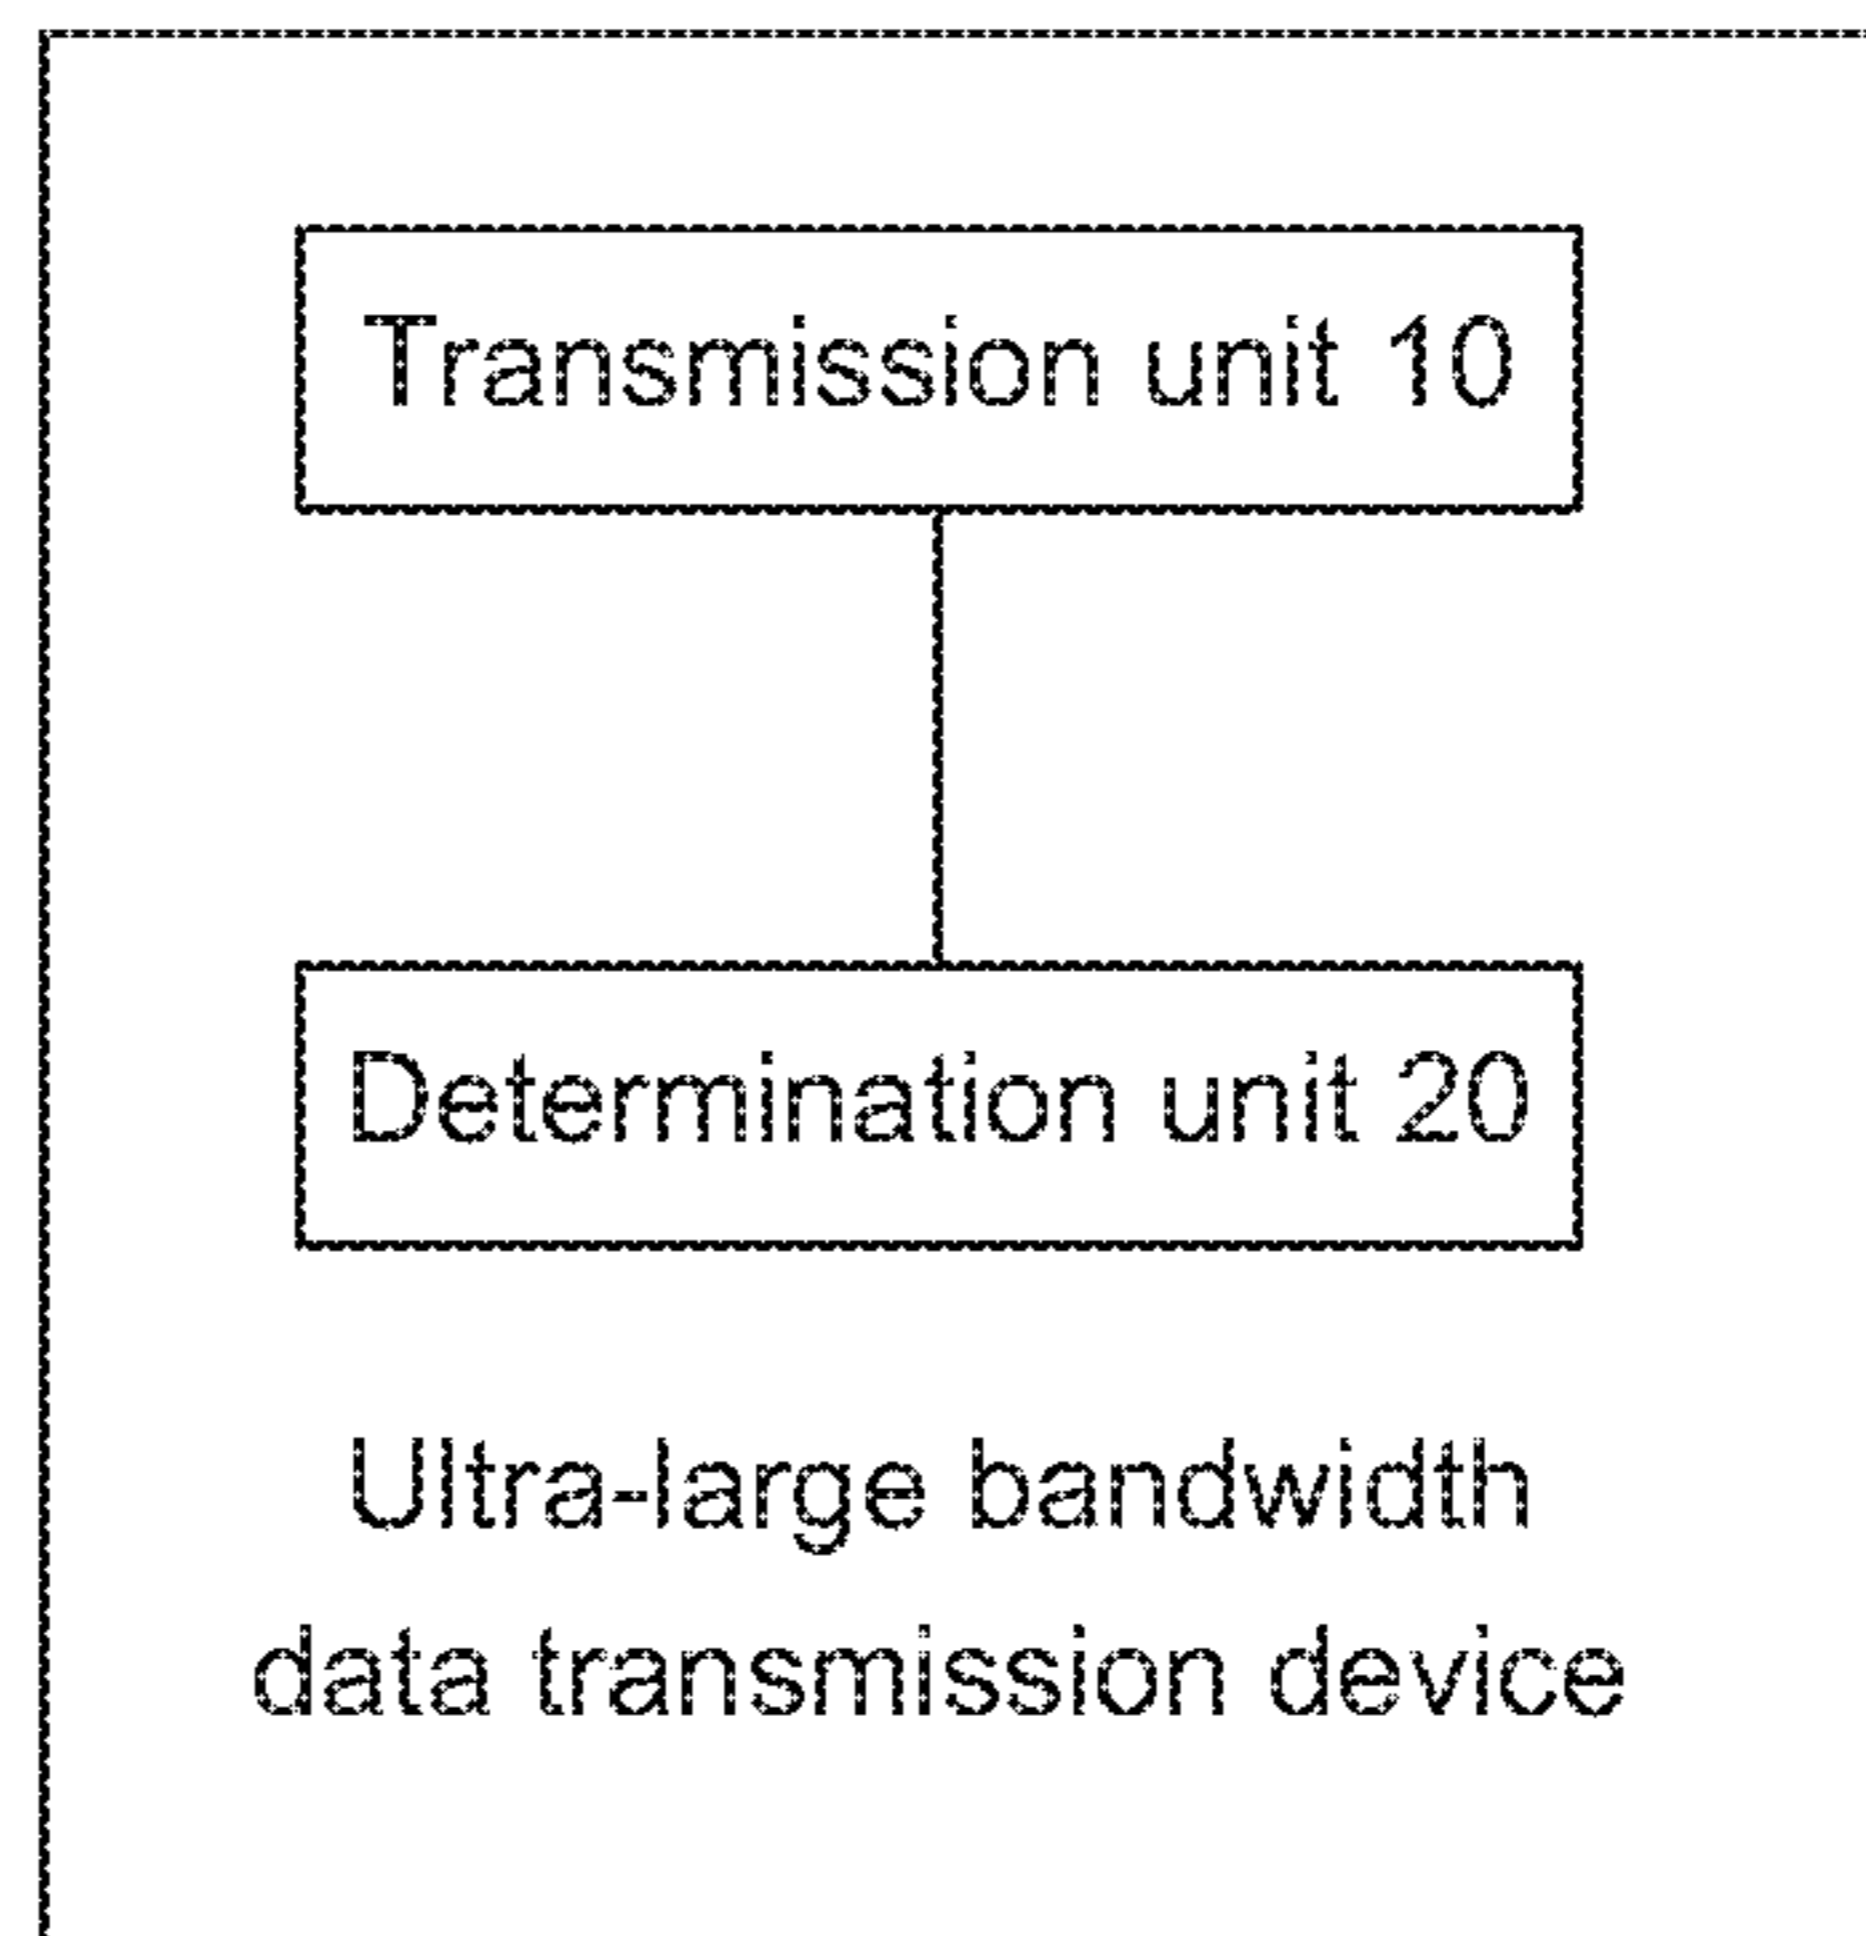 Transmission unit 10
Determination unit 20
Ultra-large bandwidth
data transmission device